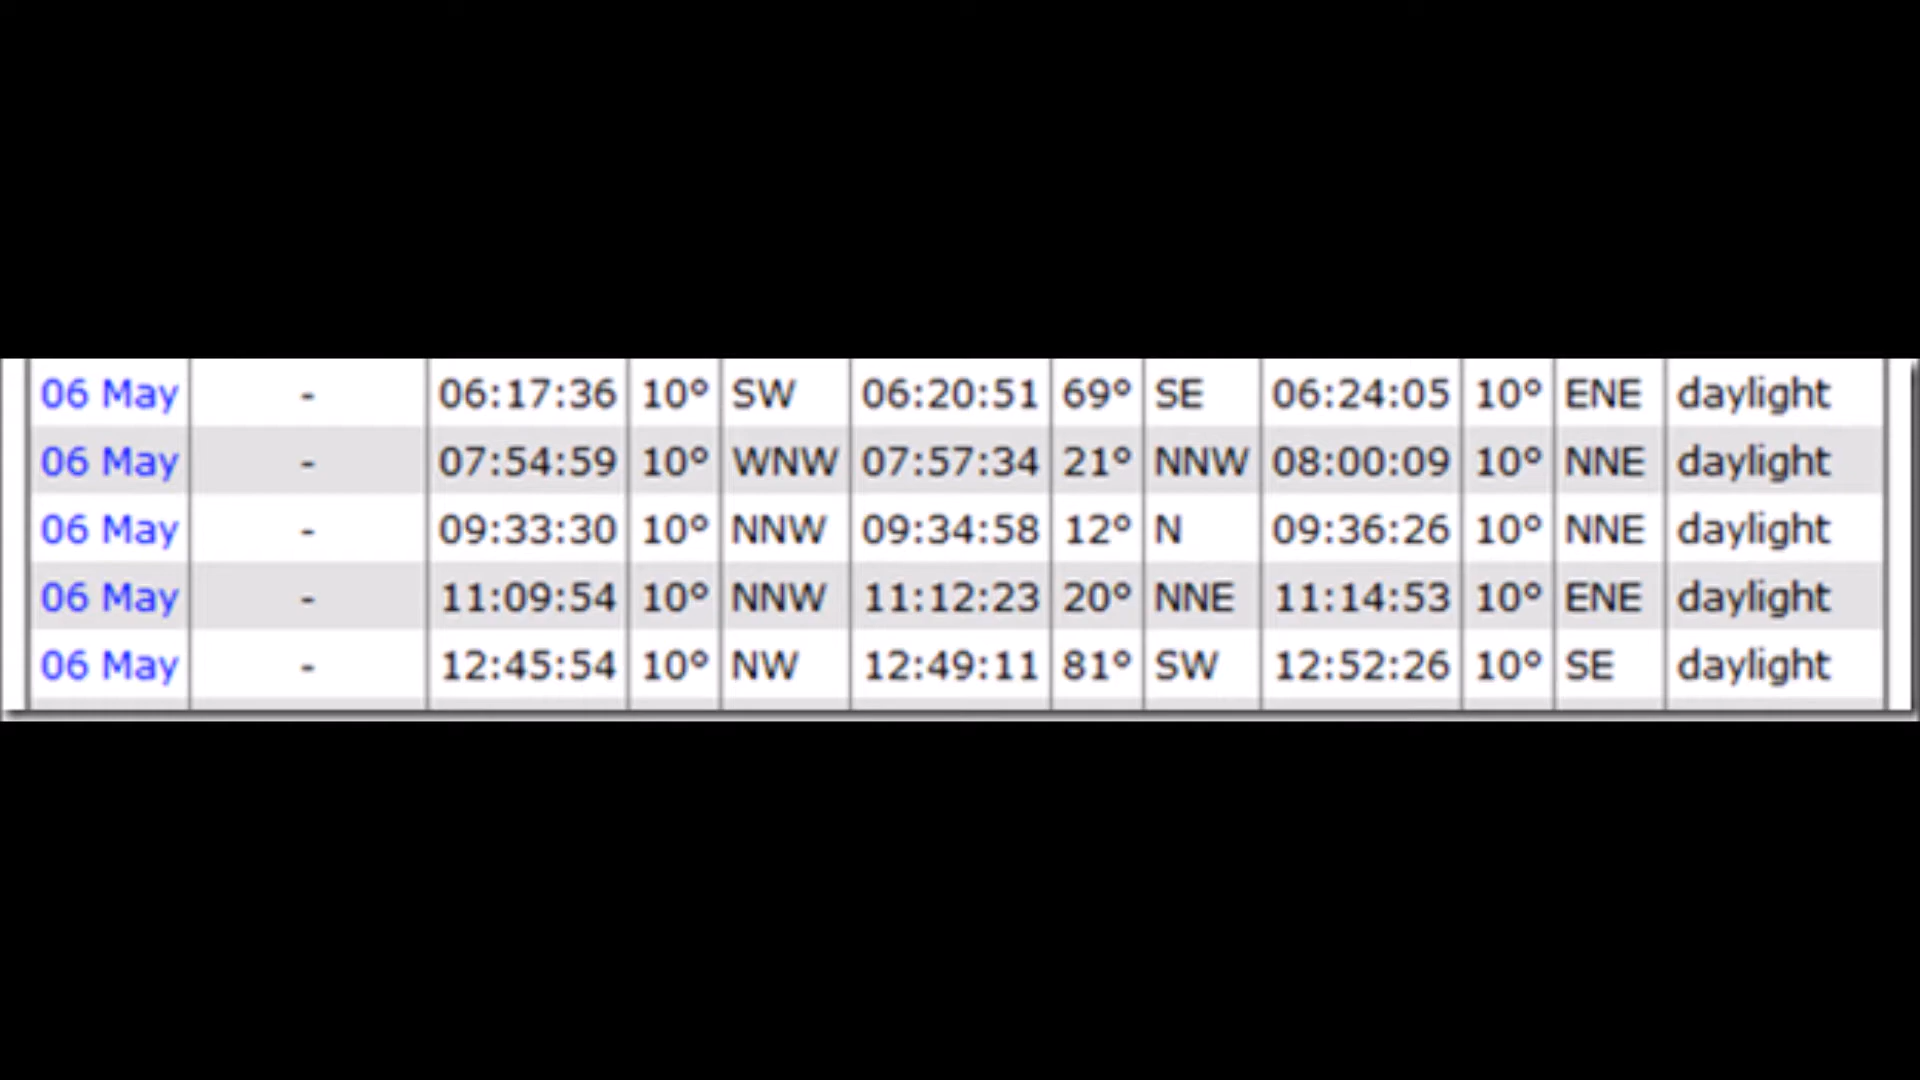 06 May - 06:17:36 10° SW 06:20:51 69° SE 06:24:05 10° ENE daylight
06 May - 07:54:59 10° WNW 07:57:34 21° NNW 08:00:09 10° NNE daylight
06 May - 09:33:30 10° NNW 09:34:58 12° N 09:36:26 10° NNE daylight
06 May - 11:09:54 10° NNW 11:12:23 20° NNE 11:14:53 10° ENE daylight
06 May - 12:45:54 10° NW 12:49:11 81° SW 12:52:26 10° SE daylight